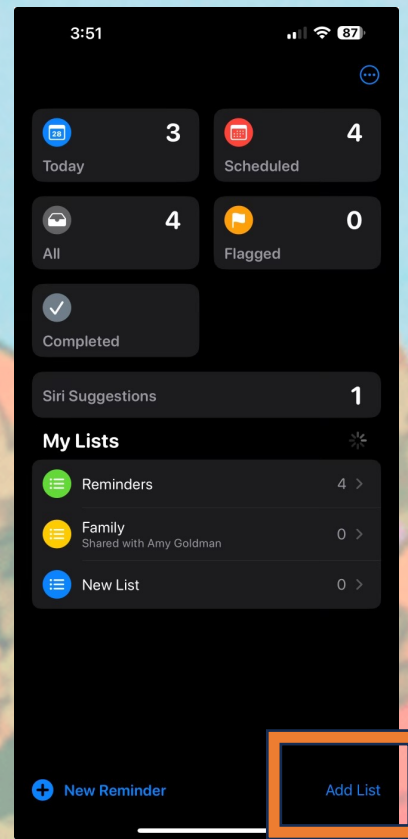 3:51
87
28
3
Today
4
Scheduled
4
All
0
Flagged
Completed
Siri Suggestions
1
My Lists
Reminders
4
Family
Shared with Amy Goldman
0
New List
0
New Reminder
Add List